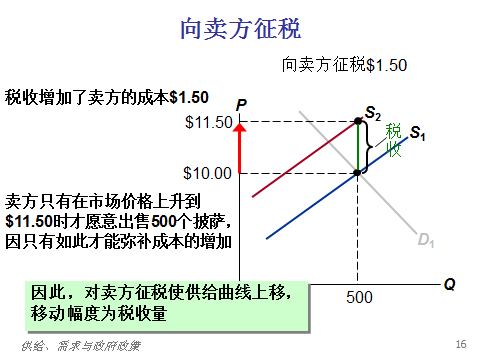 向卖方征税
向卖方征税$1.50
税收增加了卖方的成本$1.50
P
$11.50
S2
税
收
S1
$10.00
卖方只有在市场价格上升到
$11.50时才愿意出售500个披萨，
因只有如此才能弥补成本的增加
D1
Q
500
因此，对卖方征税使供给曲线上移，
移动幅度为税收量
供给、需求与政府政策
16